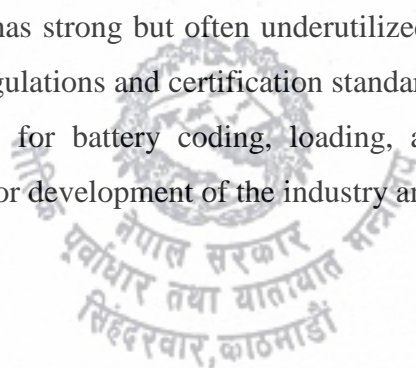 has strong but often underutilized
gulations and certification standar
for battery coding, loading, a
or development of the industry an
नेपाल सरकार
पूर्वाधार तथा यातायात
सिंहदरवार, काठमाडौं